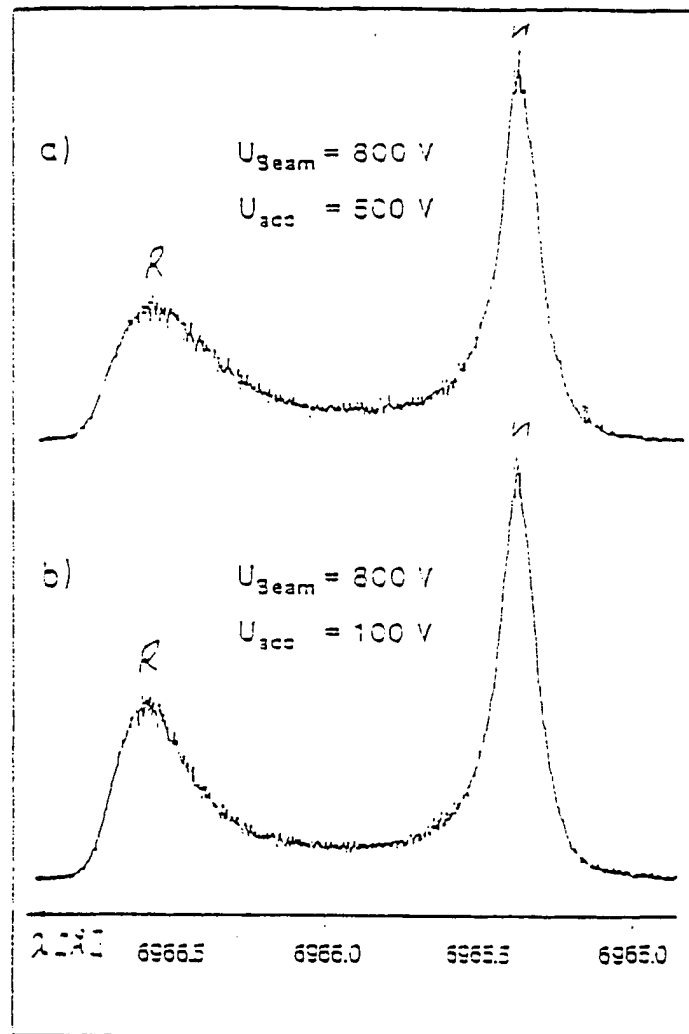 a)
U_Beam = 800 V
U_acc = 500 V
R
b)
U_Beam = 800 V
U_acc = 100 V
R
6966.5 6966.0 6965.5 6965.0